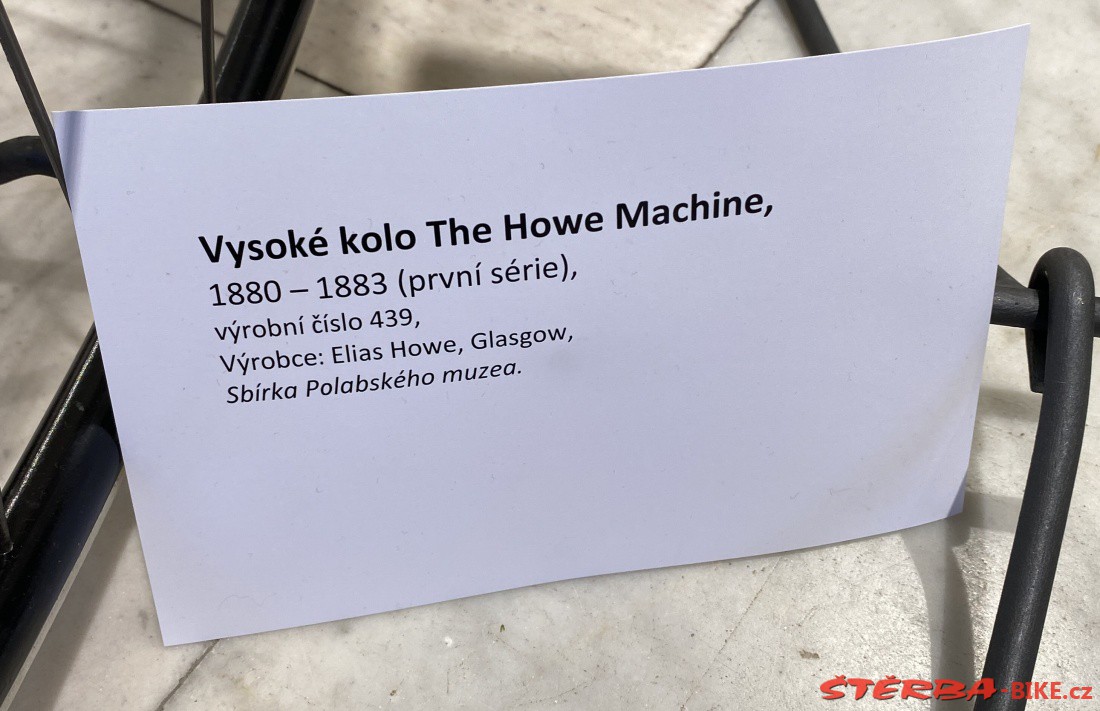 Vysoké kolo The Howe Machine,
1880 – 1883 (první série),
výrobní číslo 439,
Výrobce: Elias Howe, Glasgow,
Sbírka Polabského muzea.
ŠTĚRBA-BIKE.cz